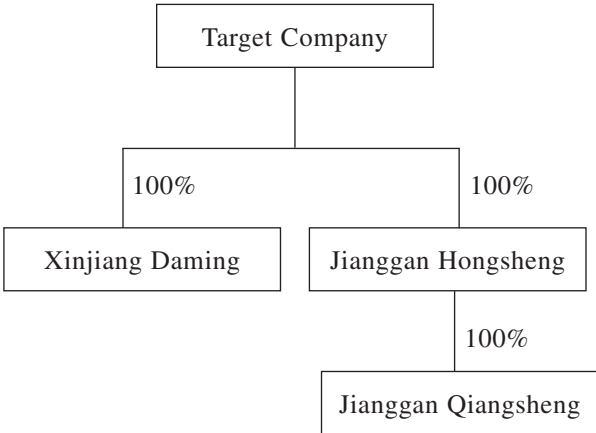 Target Company
100%
100%
Xinjiang Daming
Jianggan Hongsheng
100%
Jianggan Qiangsheng